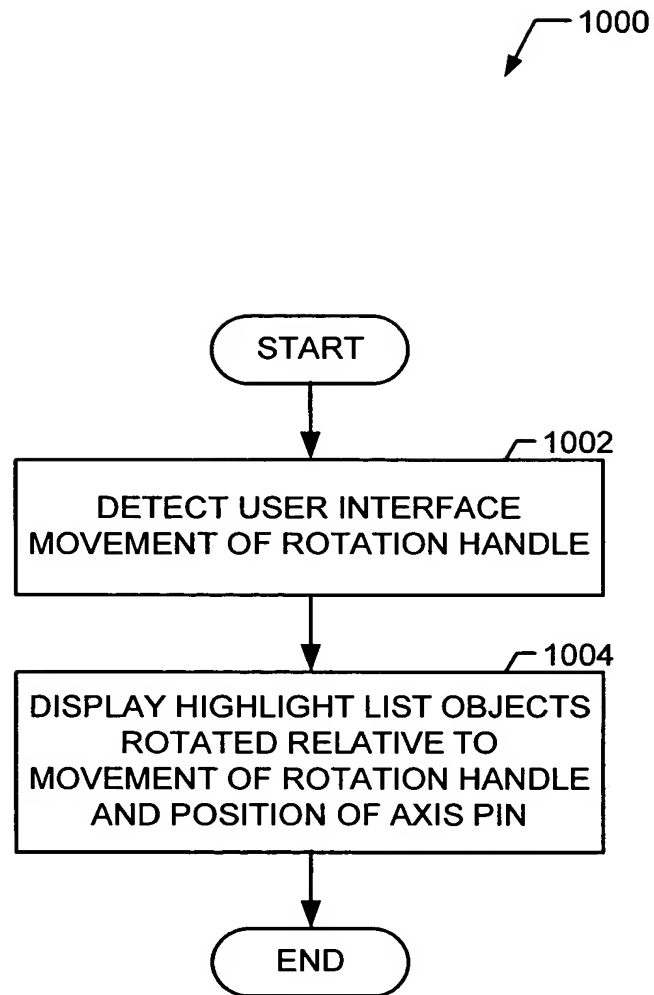 1000
START
1002
DETECT USER INTERFACE
MOVEMENT OF ROTATION HANDLE
1004
DISPLAY HIGHLIGHT LIST OBJECTS
ROTATED RELATIVE TO
MOVEMENT OF ROTATION HANDLE
AND POSITION OF AXIS PIN
END